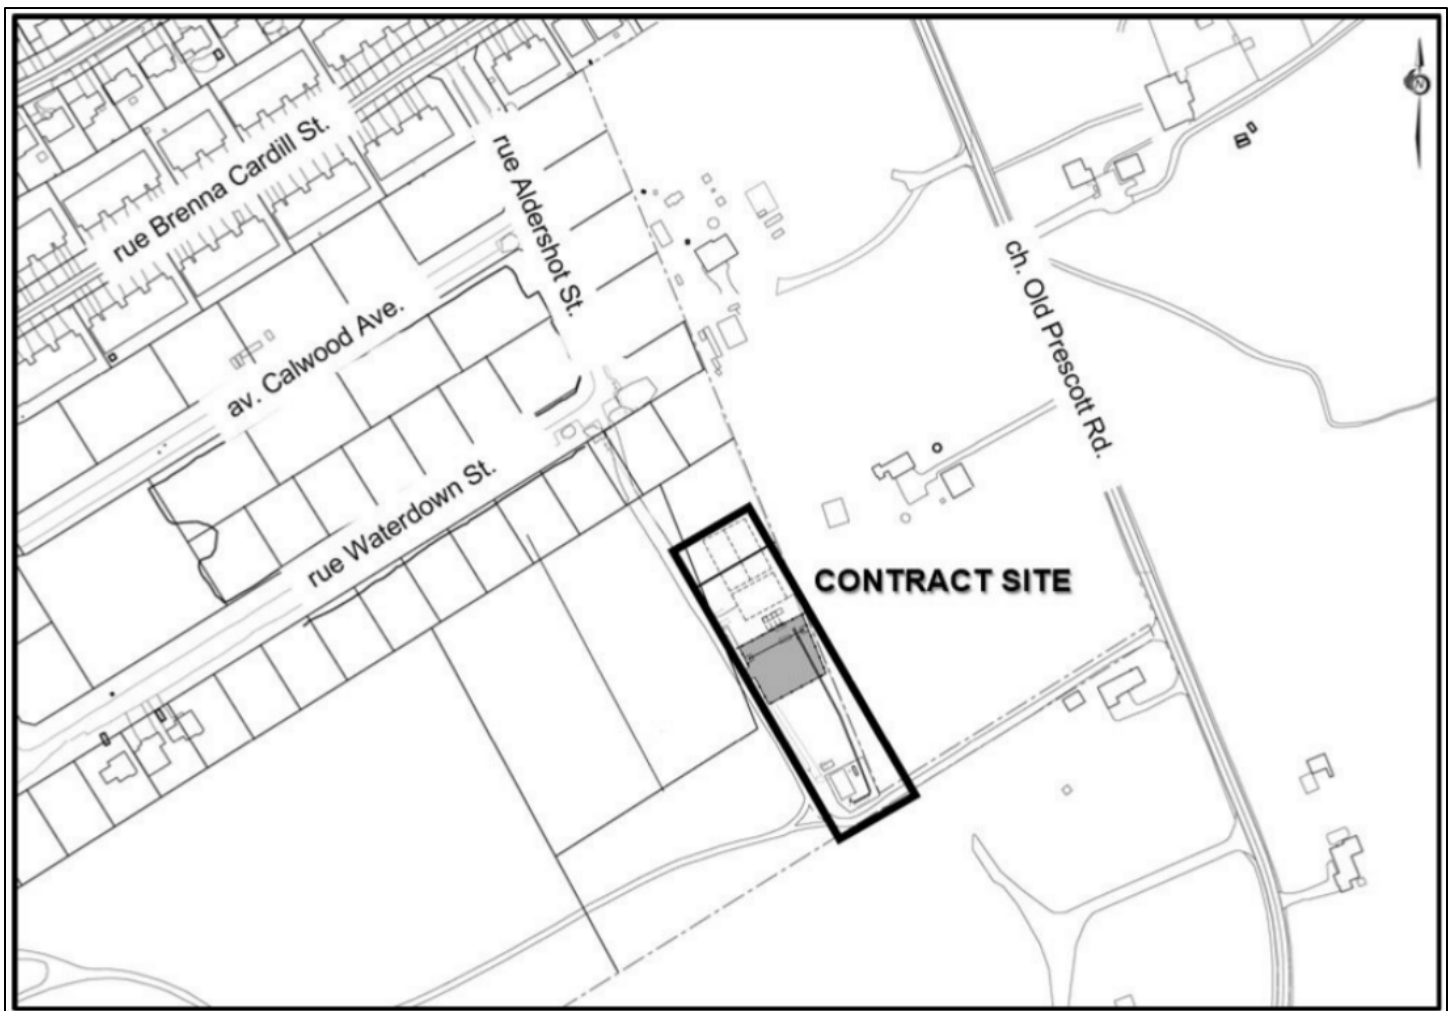 rue Brenna Cardill St.
rue Aldershot St.
av. Calwood Ave.
ch. Old Prescott Rd.
rue Waterdown St.
CONTRACT SITE